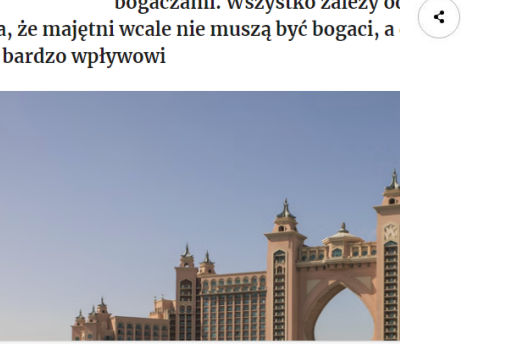 bogaczami. Wszystko zależy od
a, że majętni wcale nie muszą być bogaci, a
bardzo wpływowi